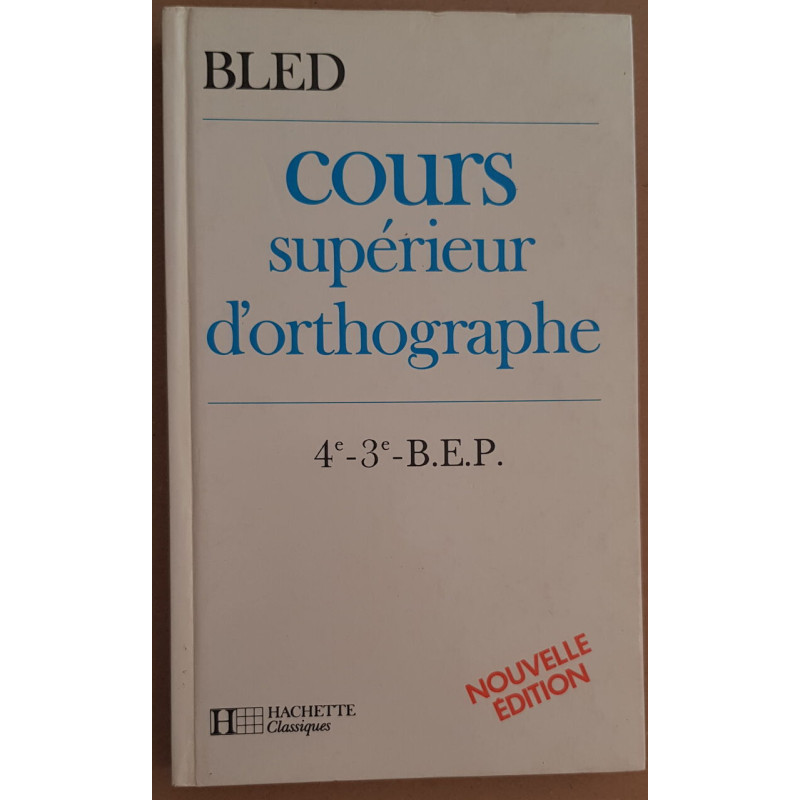 BLED
cours
supérieur
d'orthographe
4e-3e-B.E.P.
NOUVELLE
ÉDITION
H HACHETTE
Classiques